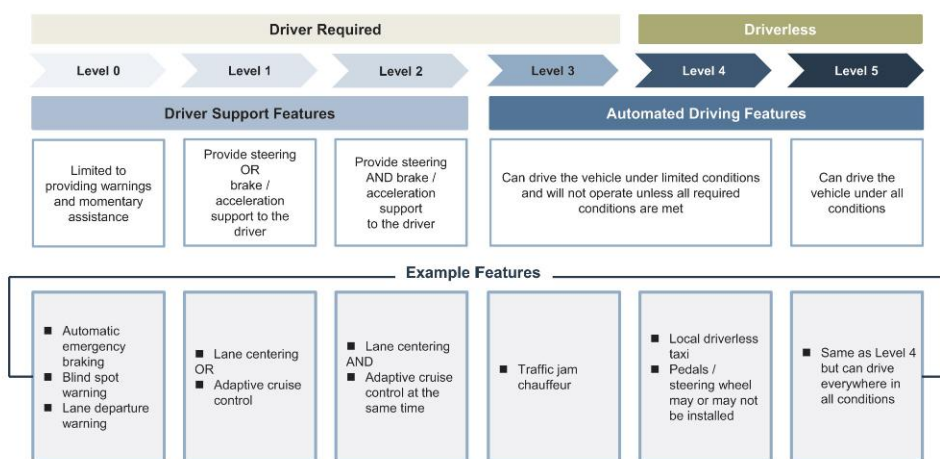 Driver Required
Driverless
Level 0
Level 1
Level 2
Level 3
Level 4
Level 5
Driver Support Features
Automated Driving Features
Limited to
providing warnings
and momentary
assistance
Provide steering
OR
brake /
acceleration
support to the
driver
Provide steering
AND brake /
acceleration
support
to the driver
Can drive the vehicle under limited conditions
and will not operate unless all required
conditions are met
Can drive the
vehicle under all
conditions
Example Features
■ Automatic
emergency
braking
■ Blind spot
warning
■ Lane departure
warning
■ Lane centering
OR
■ Adaptive cruise
control
■ Lane centering
AND
■ Adaptive cruise
control at the
same time
■ Traffic jam
chauffeur
■ Local driverless
taxi
■ Pedals /
steering wheel
may or may not
be installed
■ Same as Level 4
but can drive
everywhere in
all conditions